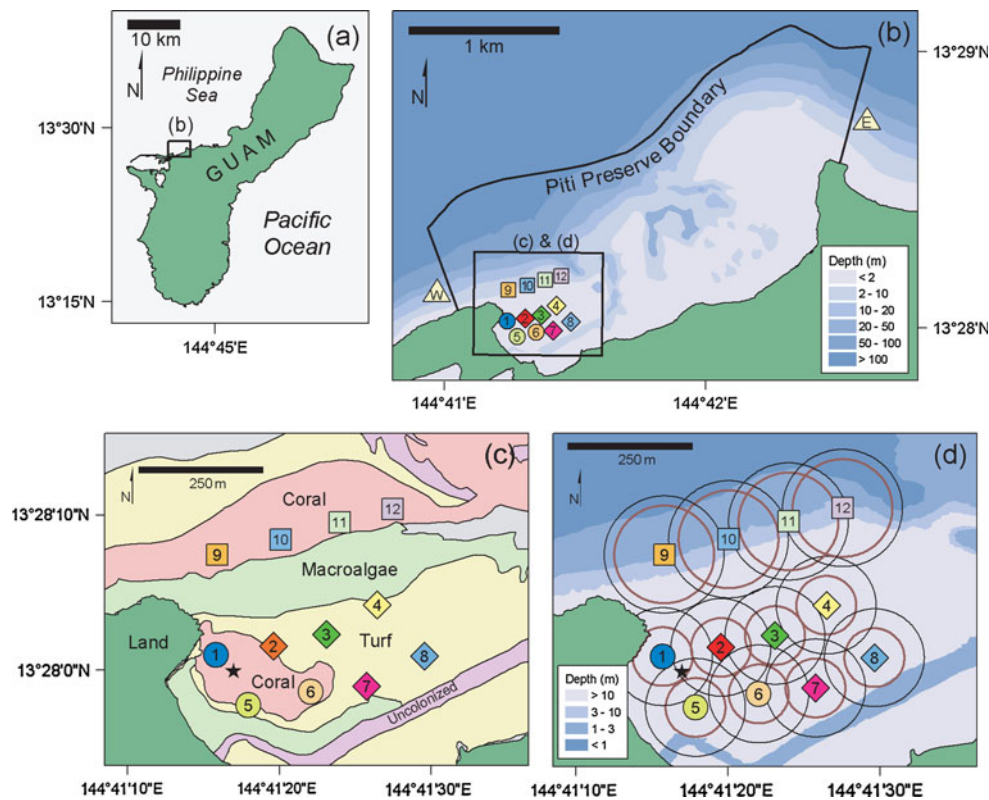 10 km
(a)
N
Philippine
Sea
(b)
GUAM
Pacific
Ocean
13°30'N
13°15'N
144°45'E
1 km
(b)
N
Piti Preserve Boundary
E
W
(c) & (d)
9
10
11
12
1
2
3
4
5
6
7
8
Depth (m)
< 2
2 - 10
10 - 20
20 - 50
50 - 100
> 100
13°29'N
13°28'N
144°41'E
144°42'E
(c)
250 m
N
Coral
9
10
11
12
Macroalgae
Land
Turf
1
2
3
4
Coral
5
6
7
8
Uncolonized
13°28'10"N
13°28'0"N
144°41'10"E
144°41'20"E
144°41'30"E
(d)
250 m
N
9
10
11
12
1
2
3
4
5
6
7
8
Depth (m)
> 10
3 - 10
1 - 3
< 1
144°41'20"E
144°41'30"E